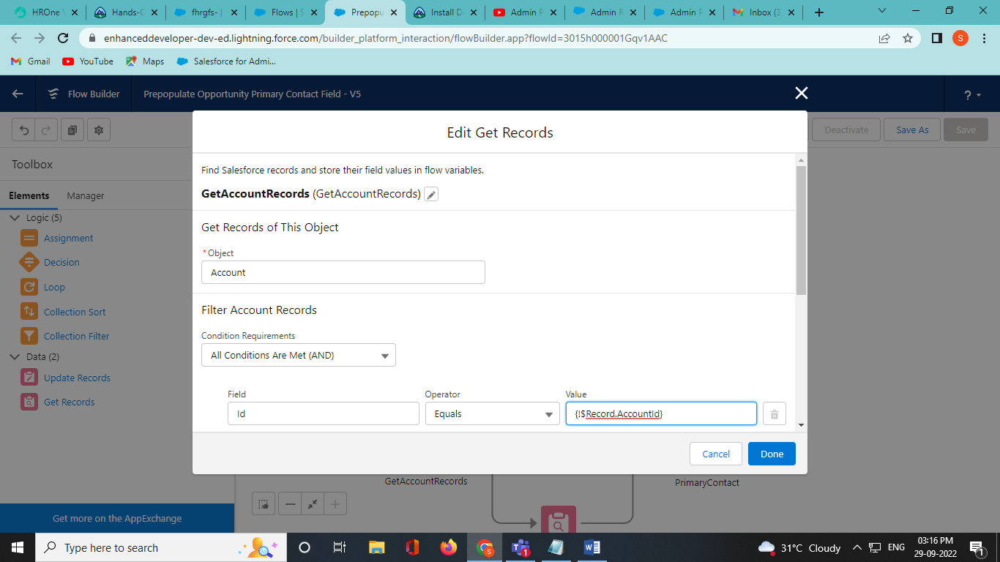 HROne
Hands-O
fhrgfs- |
Flows | S
Prepopu
Install D
Admin P
Admin R
Admin P
Inbox (3
enhanceddeveloper-dev-ed.lightning.force.com/builder_platform_interaction/flowBuilder.app?flowId=3015h000001Gqv1AAC
S
Gmail
YouTube
Maps
Salesforce for Admi...
Flow Builder
Prepopulate Opportunity Primary Contact Field - V5
?
Edit Get Records
Deactivate
Save As
Save
Toolbox
Elements
Manager
Logic (5)
Assignment
Decision
Loop
Collection Sort
Collection Filter
Data (2)
Update Records
Get Records
Get more on the AppExchange
Find Salesforce records and store their field values in flow variables.
GetAccountRecords (GetAccountRecords)
Get Records of This Object
*Object
Account
Filter Account Records
Condition Requirements
All Conditions Are Met (AND)
Field
Operator
Value
Id
Equals
{!$Record.AccountId}
Cancel
Done
GetAccountRecords
PrimaryContact
Type here to search
S
1
31°C Cloudy
ENG
03:16 PM
29-09-2022
1